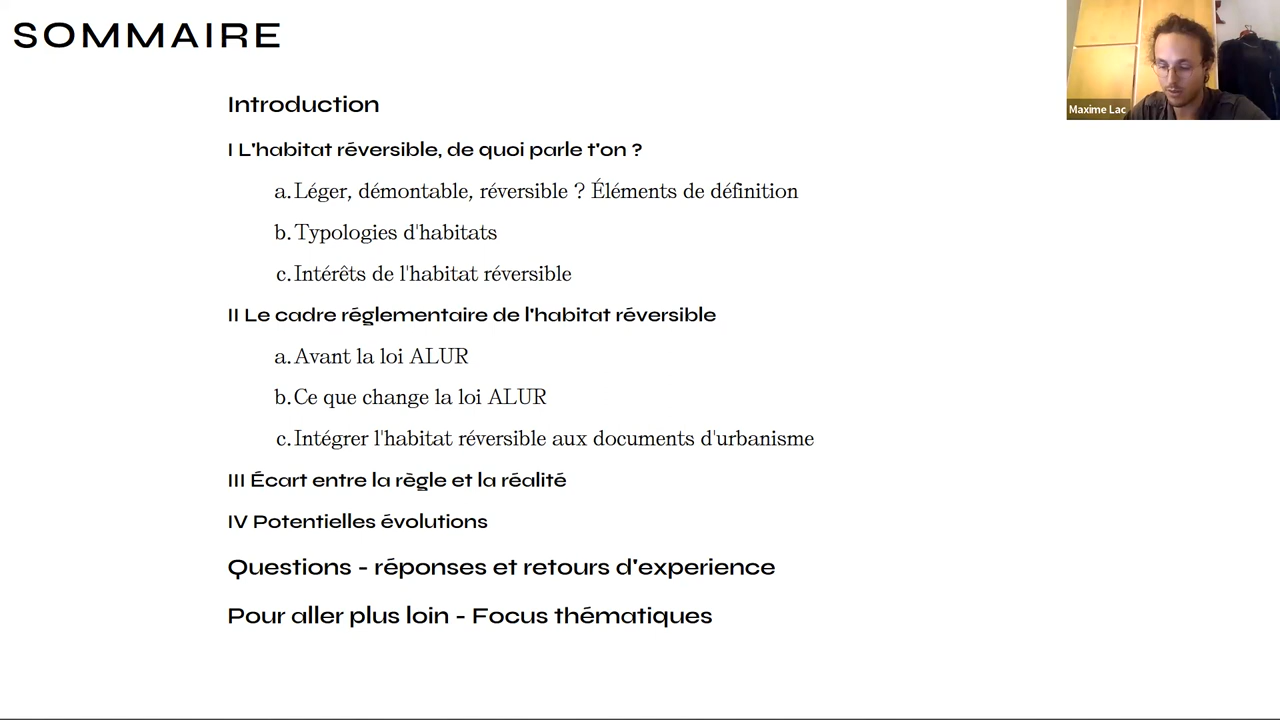 SOMMAIRE
Maxime Lac
Introduction
I L'habitat réversible, de quoi parle t'on ?
a. Léger, démontable, réversible ? Éléments de définition
b. Typologies d'habitats
c. Intérêts de l'habitat réversible
II Le cadre réglementaire de l'habitat réversible
a. Avant la loi ALUR
b. Ce que change la loi ALUR
c. Intégrer l'habitat réversible aux documents d'urbanisme
III Écart entre la règle et la réalité
IV Potentielles évolutions
Questions - réponses et retours d'experience
Pour aller plus loin - Focus thématiques